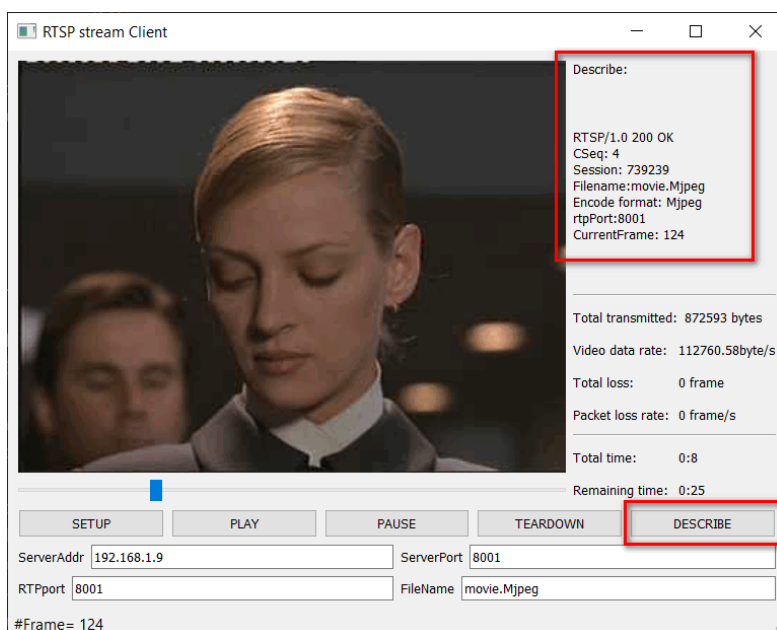 RTSP stream Client
Describe:
RTSP/1.0 200 OK
CSeq: 4
Session: 739239
Filename:movie.Mjpeg
Encode format: Mjpeg
rtpPort:8001
CurrentFrame: 124
Total transmitted: 872593 bytes
Video data rate: 112760.58byte/s
Total loss: 0 frame
Packet loss rate: 0 frame/s
Total time: 0:8
Remaining time: 0:25
SETUP PLAY PAUSE TEARDOWN DESCRIBE
ServerAddr 192.168.1.9 ServerPort 8001
RTPport 8001 FileName movie.Mjpeg
#Frame= 124